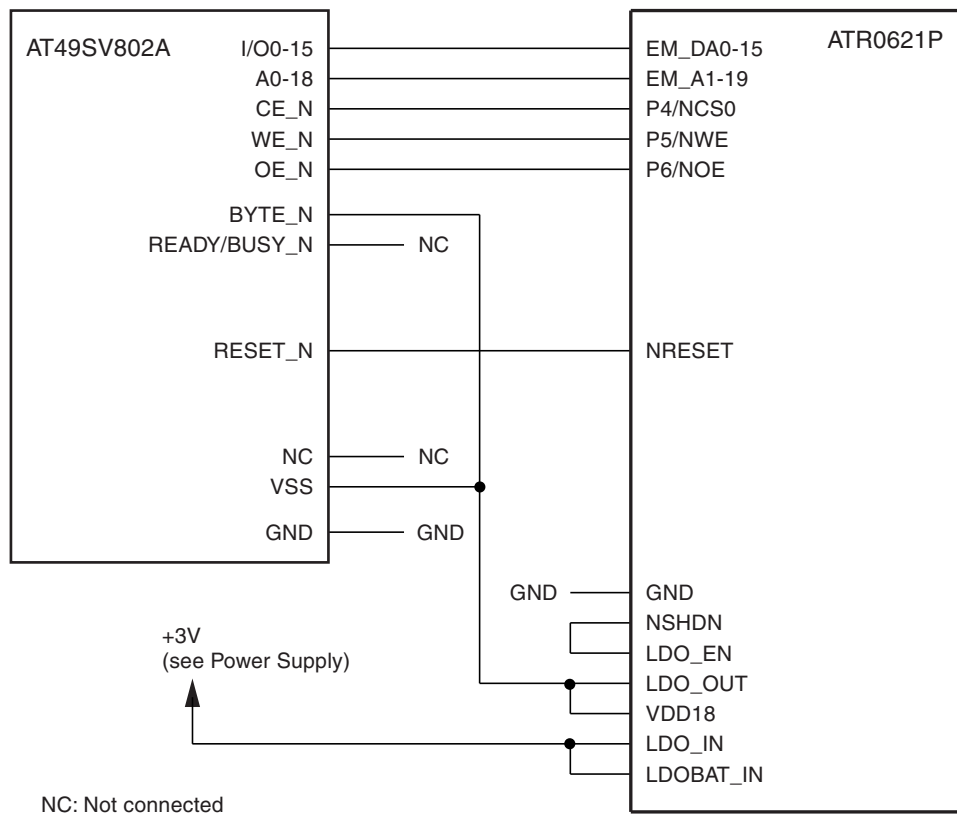 AT49SV802A
I/O0-15
A0-18
CE_N
WE_N
OE_N
BYTE_N
READY/BUSY_N
NC
RESET_N
NC
NC
VSS
GND
GND
ATR0621P
EM_DA0-15
EM_A1-19
P4/NCS0
P5/NWE
P6/NOE
NRESET
GND
GND
NSHDN
LDO_EN
LDO_OUT
VDD18
LDO_IN
LDOBAT_IN
+3V
(see Power Supply)
NC: Not connected